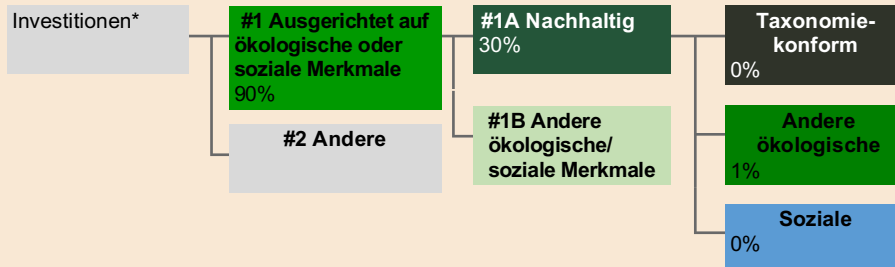 Investitionen*
#1 Ausgerichtet auf
ökologische oder
soziale Merkmale
90%
#2 Andere
#1A Nachhaltig
30%
#1B Andere
ökologische/
soziale Merkmale
Taxonomie-
konform
0%
Andere
ökologische
1%
Soziale
0%